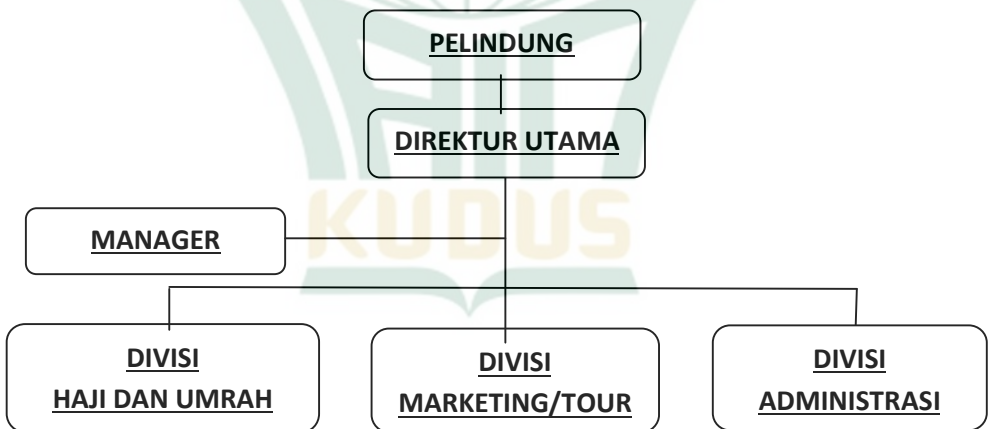 PELINDUNG
DIREKTUR UTAMA
KUDUS
MANAGER
DIVISI
HAJI DAN UMRAH
DIVISI
MARKETING/TOUR
DIVISI
ADMINISTRASI